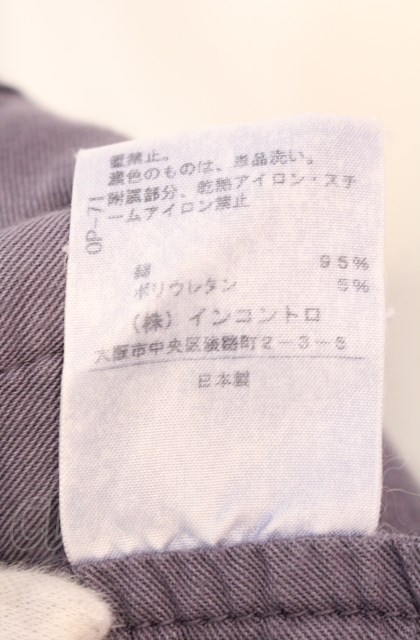 置禁止。
濃色のものは、単品洗い。
附属部分、乾熱アイロン・スチ
ームアイロン禁止
OP-71
綿 95%
ポリウレタン 5%
(株)インコントロ
大阪市中央区淡路町2-3-8
日本製